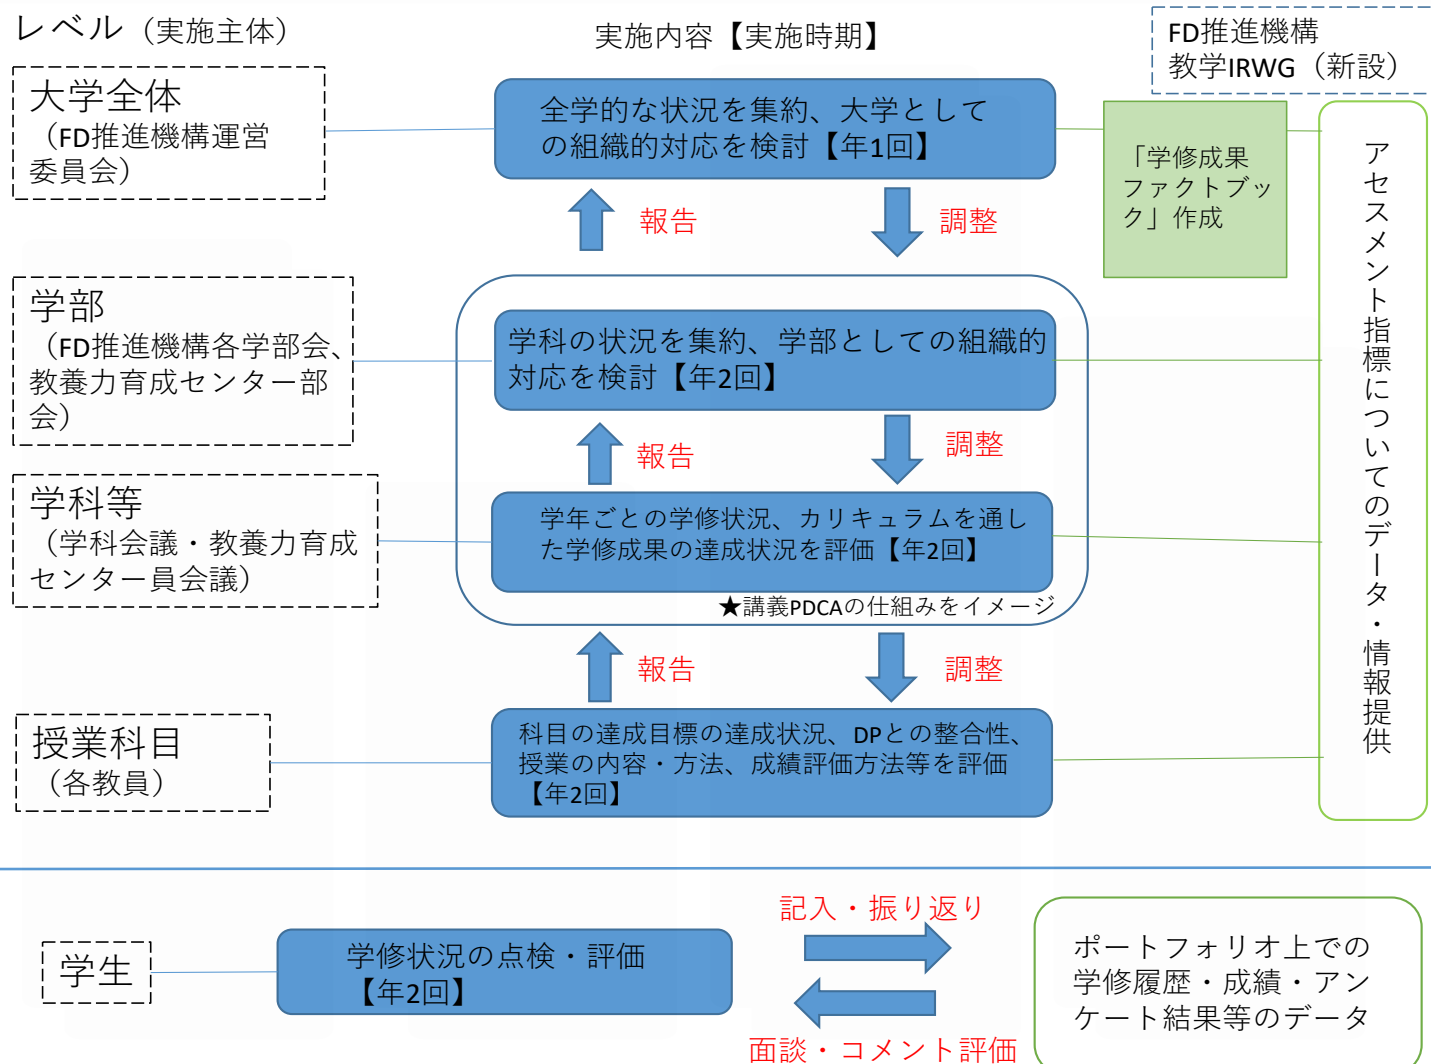 レベル（実施主体）
実施内容【実施時期】
FD推進機構
教学IRWG（新設）
大学全体
（FD推進機構運営
委員会）
全学的な状況を集約、大学として
の組織的対応を検討【年1回】
「学修成果
ファクトブッ
ク」作成
アセスメント指標についてのデータ・情報提供
報告
調整
学部
（FD推進機構各学部会、
教養力育成センター部
会）
学科の状況を集約、学部としての組織的
対応を検討【年2回】
報告
調整
学科等
（学科会議・教養力育成
センター員会議）
学年ごとの学修状況、カリキュラムを通し
た学修成果の達成状況を評価【年2回】
★講義PDCAの仕組みをイメージ
報告
調整
授業科目
（各教員）
科目の達成目標の達成状況、DPとの整合性、
授業の内容・方法、成績評価方法等を評価
【年2回】
学生
学修状況の点検・評価
【年2回】
記入・振り返り
面談・コメント評価
ポートフォリオ上での
学修履歴・成績・アン
ケート結果等のデータ